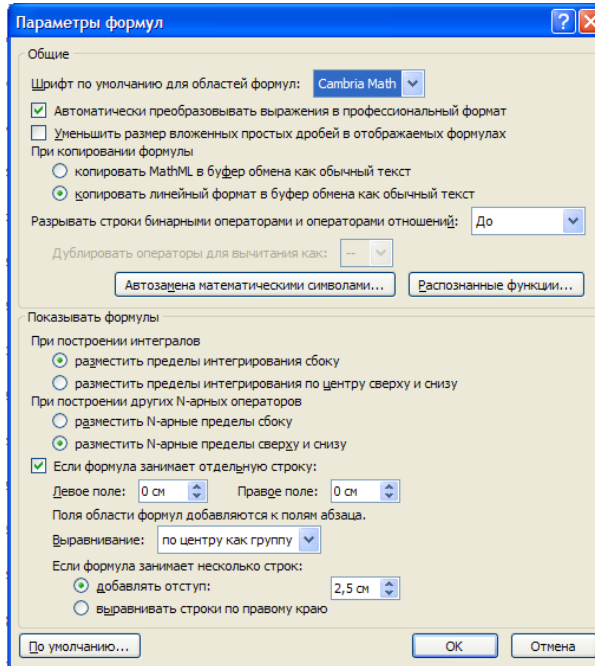 Параметры формул
Общие
Шрифт по умолчанию для областей формул: Cambria Math
Автоматически преобразовывать выражения в профессиональный формат
Уменьшить размер вложенных простых дробей в отображаемых формулах
При копировании формулы
копировать MathML в буфер обмена как обычный текст
копировать линейный формат в буфер обмена как обычный текст
Разрывать строки бинарными операторами и операторами отношений: До
Дублировать операторы для вычитания как: --
Автозамена математическими символами... Распознанные функции...
Показывать формулы
При построении интегралов
разместить пределы интегрирования сбоку
разместить пределы интегрирования по центру сверху и снизу
При построении других N-арных операторов
разместить N-арные пределы сбоку
разместить N-арные пределы сверху и снизу
Если формула занимает отдельную строку:
Левое поле: 0 см Правое поле: 0 см
Поля области формул добавляются к полям абзаца.
Выравнивание: по центру как группу
Если формула занимает несколько строк:
добавлять отступ: 2,5 см
выравнивать строки по правому краю
По умолчанию... ОК Отмена